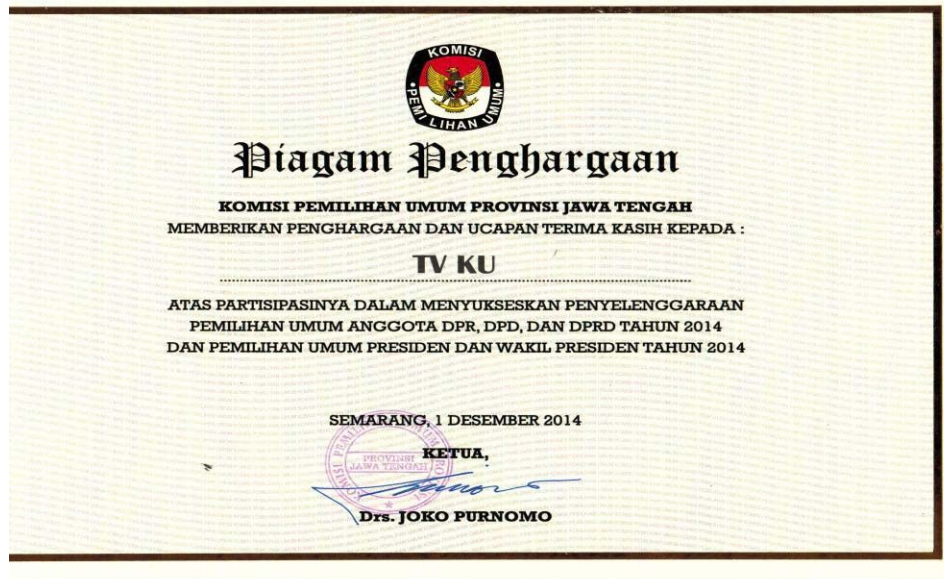 KOMISI
PEMILIHAN UMUM
Piagam Penghargaan
KOMISI PEMILIHAN UMUM PROVINSI JAWA TENGAH
MEMBERIKAN PENGHARGAAN DAN UCAPAN TERIMA KASIH KEPADA :
TV KU
ATAS PARTISIPASINYA DALAM MENYUKSESKAN PENYELENGGARAAN
PEMILIHAN UMUM ANGGOTA DPR, DPD, DAN DPRD TAHUN 2014
DAN PEMILIHAN UMUM PRESIDEN DAN WAKIL PRESIDEN TAHUN 2014
SEMARANG, 1 DESEMBER 2014
KETUA,
PROVINSI
JAWA TENGAH
Drs. JOKO PURNOMO